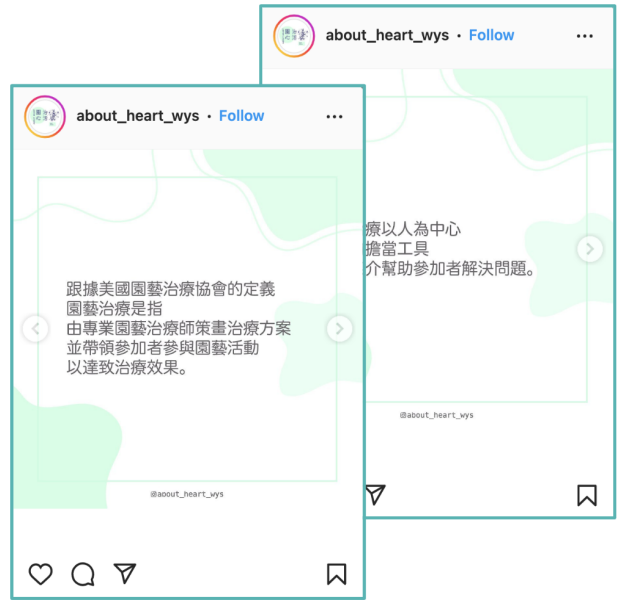 about_heart_wys • Follow
療以人為中心
擔當工具
介幫助參加者解決問題。
@about_heart_wys
about_heart_wys • Follow
跟據美國園藝治療協會的定義
園藝治療是指
由專業園藝治療師策畫治療方案
並帶領參加者參與園藝活動
以達致治療效果。
@aoout_heart_wys